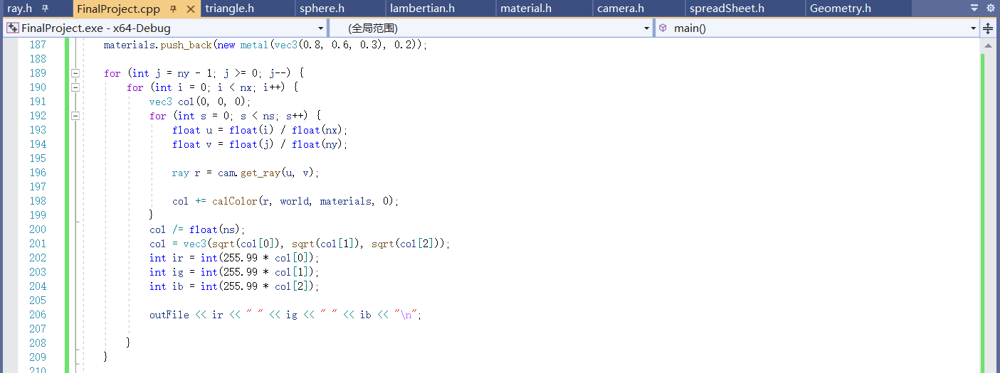 ray.h FinalProject.cpp triangle.h sphere.h lambertian.h material.h camera.h spreadSheet.h Geometry.h
FinalProject.exe - x64-Debug (全局范围) main()
187 materials.push_back(new metal(vec3(0.8, 0.6, 0.3), 0.2));
188
189 for (int j = ny - 1; j >= 0; j--) {
190 for (int i = 0; i < nx; i++) {
191 vec3 col(0, 0, 0);
192 for (int s = 0; s < ns; s++) {
193 float u = float(i) / float(nx);
194 float v = float(j) / float(ny);
195
196 ray r = cam.get_ray(u, v);
197
198 col += calColor(r, world, materials, 0);
199 }
200 col /= float(ns);
201 col = vec3(sqrt(col[0]), sqrt(col[1]), sqrt(col[2]));
202 int ir = int(255.99 * col[0]);
203 int ig = int(255.99 * col[1]);
204 int ib = int(255.99 * col[2]);
205
206 outFile << ir << " " << ig << " " << ib << "\n";
207
208 }
209 }
210